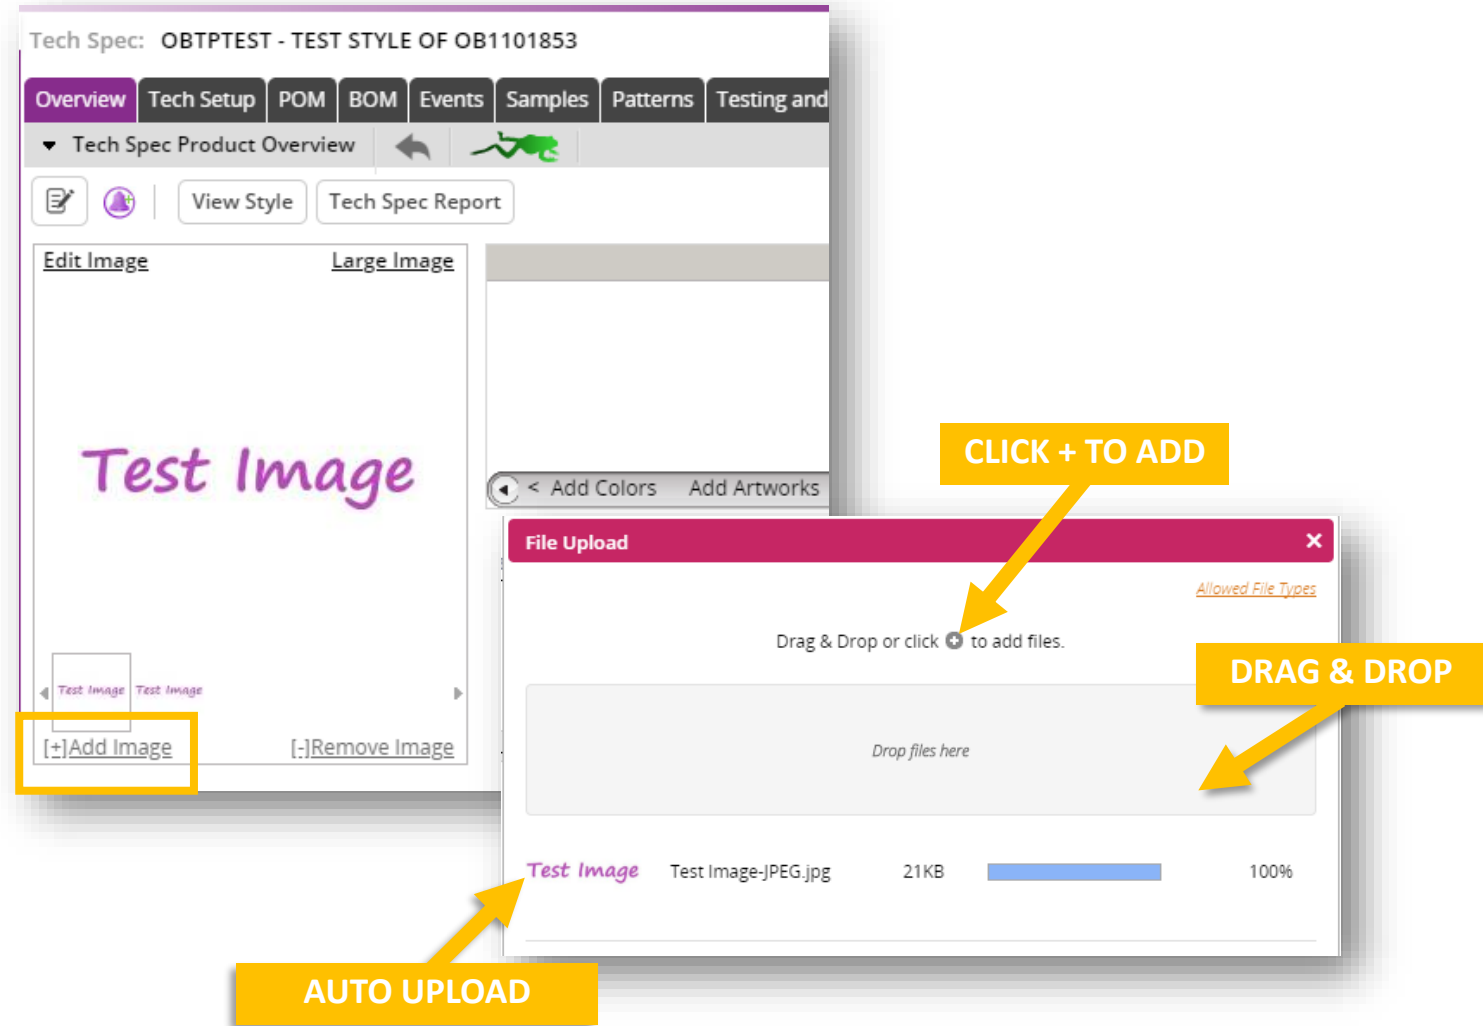 Tech Spec: OBTPTEST - TEST STYLE OF OB1101853
Overview Tech Setup POM BOM Events Samples Patterns Testing and
Tech Spec Product Overview
View Style Tech Spec Report
Edit Image Large Image
Test Image
< Add Colors Add Artworks
Test Image Test Image
[+]Add Image [-]Remove Image
CLICK + TO ADD
File Upload
Allowed File Types
Drag & Drop or click to add files.
DRAG & DROP
Drop files here
Test Image Test Image-JPEG.jpg 21KB 100%
AUTO UPLOAD